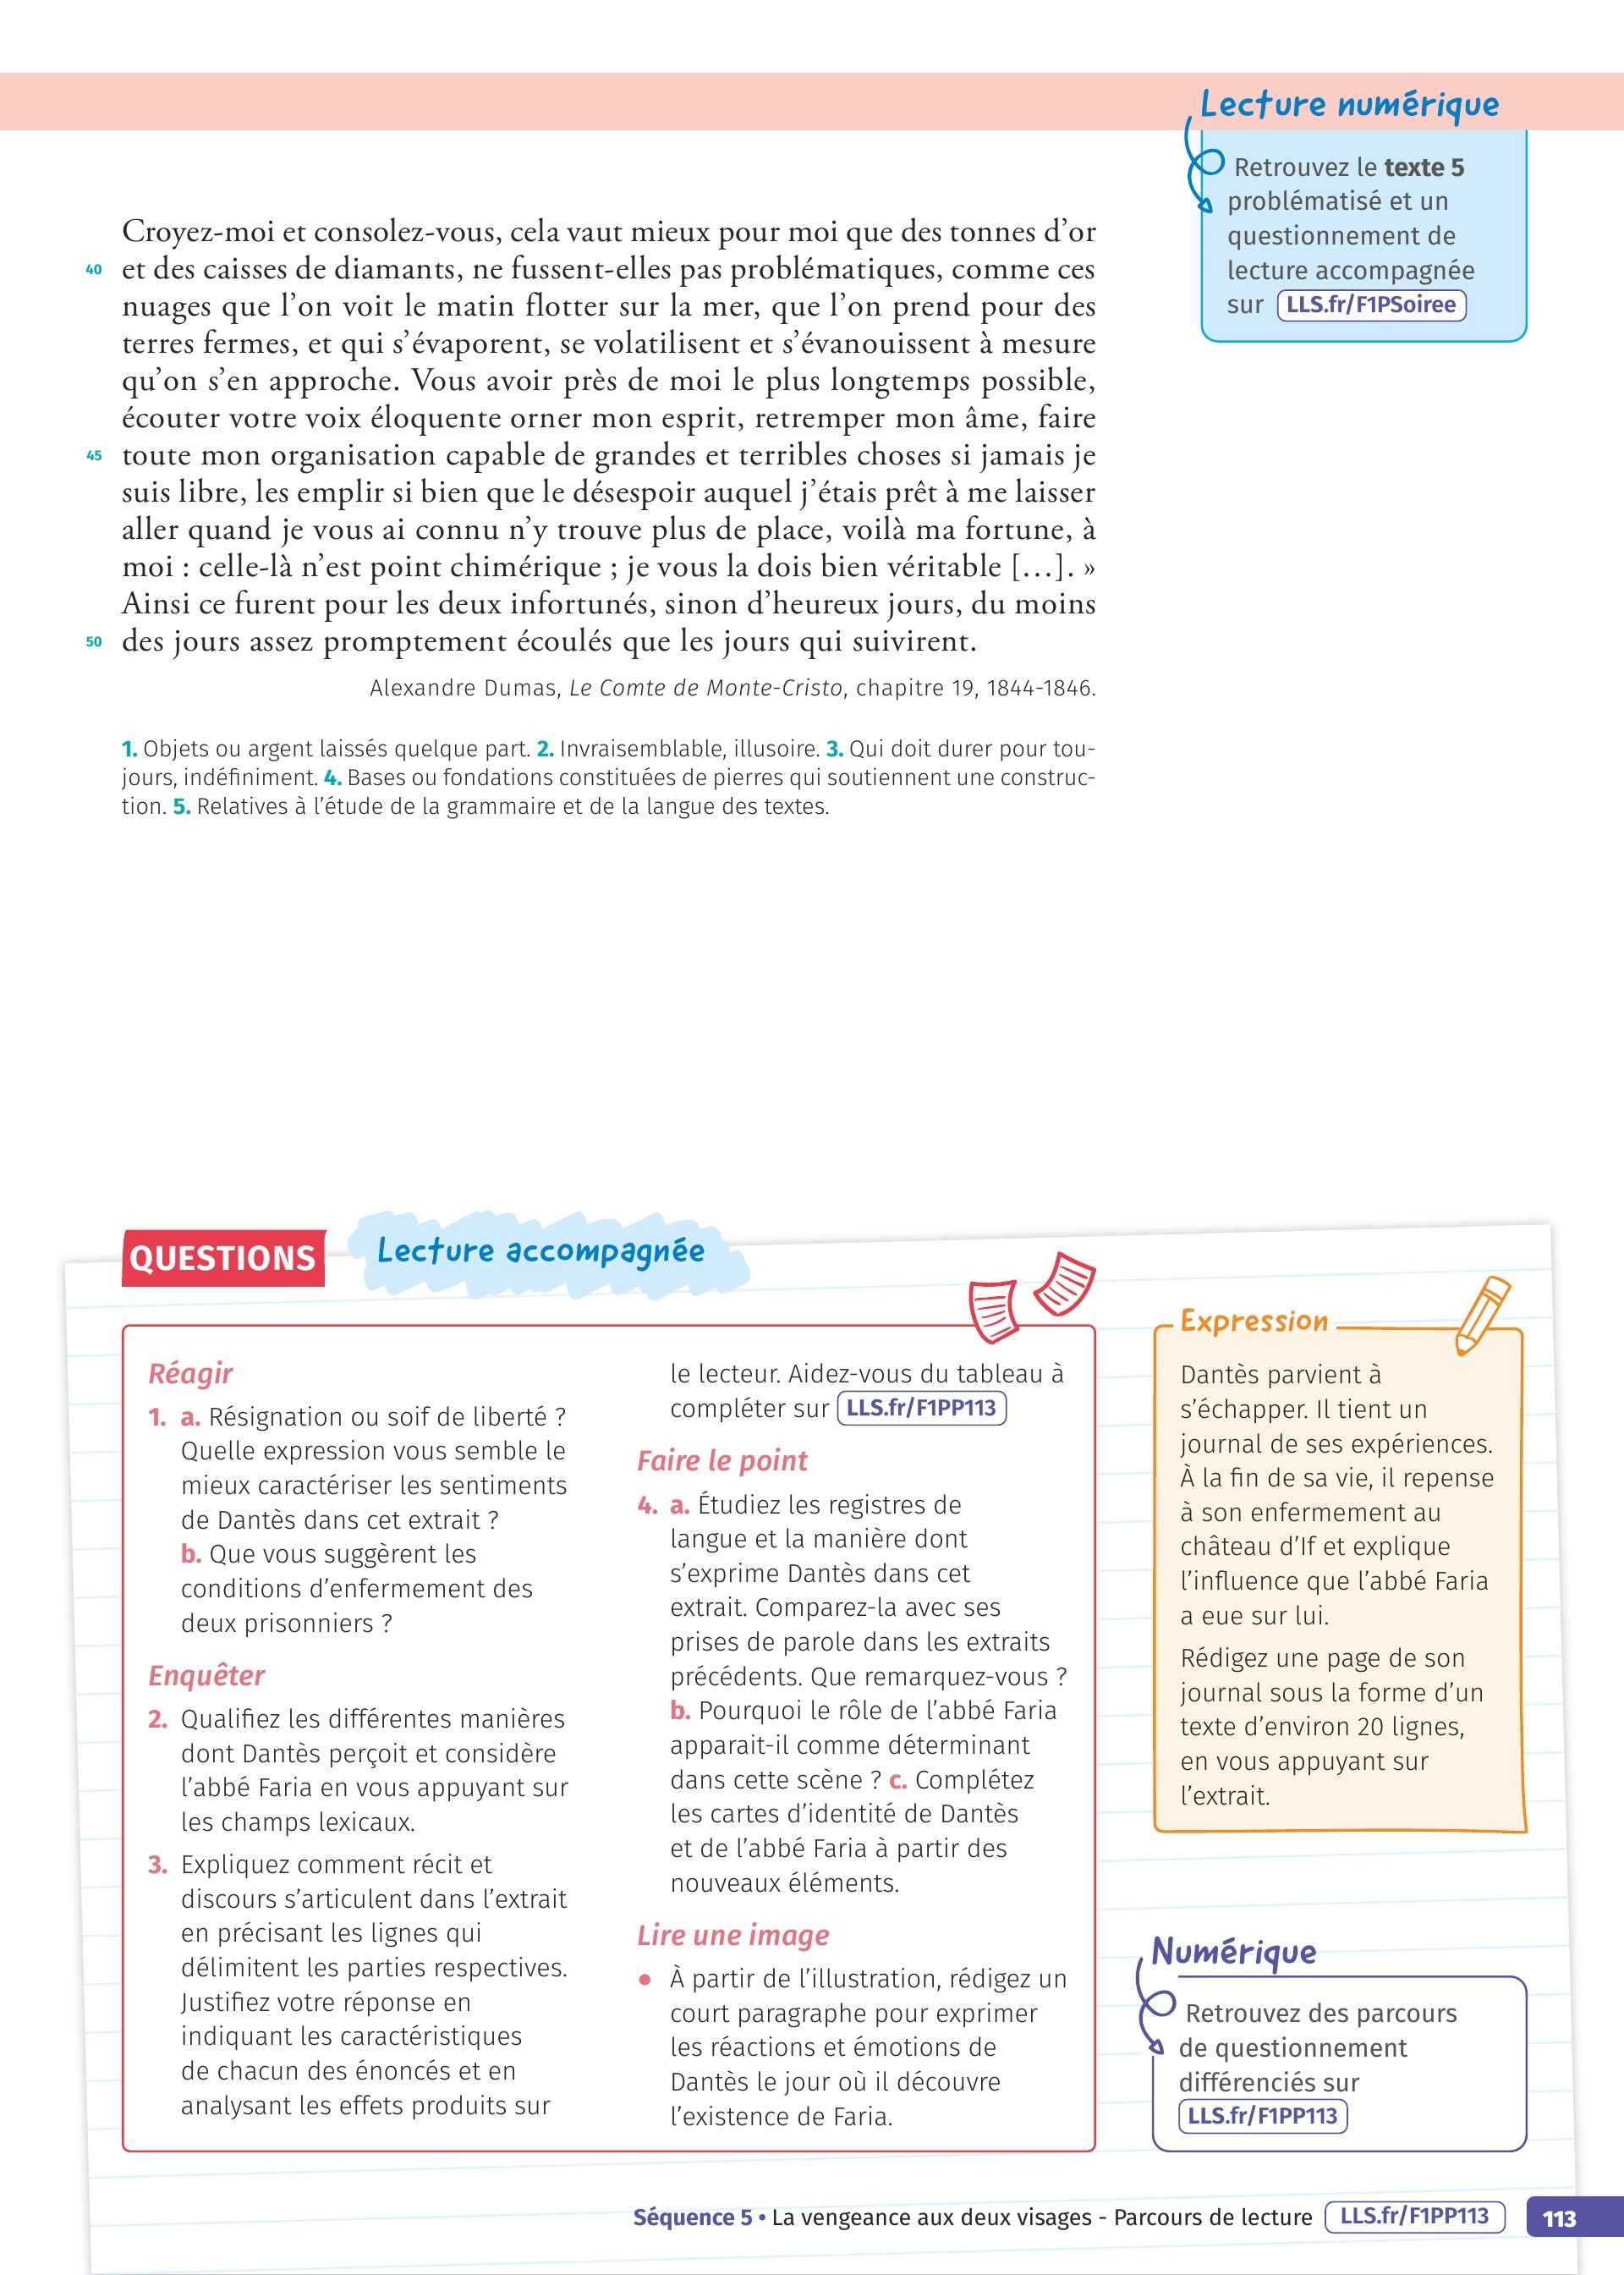 Lecture numérique
Retrouvez le texte 5
problématisé et un
questionnement de
lecture accompagnée
sur LLS.fr/F1PSoiree
Croyez-moi et consolez-vous, cela vaut mieux pour moi que des tonnes d’or
40 et des caisses de diamants, ne fussent-elles pas problématiques, comme ces
nuages que l’on voit le matin flotter sur la mer, que l’on prend pour des
terres fermes, et qui s’évaporent, se volatilisent et s’évanouissent à mesure
qu’on s’en approche. Vous avoir près de moi le plus longtemps possible,
écouter votre voix éloquente orner mon esprit, retremper mon âme, faire
45 toute mon organisation capable de grandes et terribles choses si jamais je
suis libre, les emplir si bien que le désespoir auquel j’étais prêt à me laisser
aller quand je vous ai connu n’y trouve plus de place, voilà ma fortune, à
moi : celle-là n’est point chimérique ; je vous la dois bien véritable […]. »
Ainsi ce furent pour les deux infortunés, sinon d’heureux jours, du moins
50 des jours assez promptement écoulés que les jours qui suivirent.
Alexandre Dumas, Le Comte de Monte-Cristo, chapitre 19, 1844-1846.
1. Objets ou argent laissés quelque part. 2. Invraisemblable, illusoire. 3. Qui doit durer pour tou-
jours, indéfiniment. 4. Bases ou fondations constituées de pierres qui soutiennent une construc-
tion. 5. Relatives à l’étude de la grammaire et de la langue des textes.
QUESTIONS
Lecture accompagnée
Réagir
1. a. Résignation ou soif de liberté ?
Quelle expression vous semble le
mieux caractériser les sentiments
de Dantès dans cet extrait ?
b. Que vous suggèrent les
conditions d’enfermement des
deux prisonniers ?
Enquêter
2. Qualifiez les différentes manières
dont Dantès perçoit et considère
l’abbé Faria en vous appuyant sur
les champs lexicaux.
3. Expliquez comment récit et
discours s’articulent dans l’extrait
en précisant les lignes qui
délimitent les parties respectives.
Justifiez votre réponse en
indiquant les caractéristiques
de chacun des énoncés et en
analysant les effets produits sur
le lecteur. Aidez-vous du tableau à
compléter sur LLS.fr/F1PP113
Faire le point
4. a. Étudiez les registres de
langue et la manière dont
s’exprime Dantès dans cet
extrait. Comparez-la avec ses
prises de parole dans les extraits
précédents. Que remarquez-vous ?
b. Pourquoi le rôle de l’abbé Faria
apparait-il comme déterminant
dans cette scène ? c. Complétez
les cartes d’identité de Dantès
et de l’abbé Faria à partir des
nouveaux éléments.
Lire une image
• À partir de l’illustration, rédigez un
court paragraphe pour exprimer
les réactions et émotions de
Dantès le jour où il découvre
l’existence de Faria.
Expression
Dantès parvient à
s’échapper. Il tient un
journal de ses expériences.
À la fin de sa vie, il repense
à son enfermement au
château d’If et explique
l’influence que l’abbé Faria
a eue sur lui.
Rédigez une page de son
journal sous la forme d’un
texte d’environ 20 lignes,
en vous appuyant sur
l’extrait.
Numérique
Retrouvez des parcours
de questionnement
différenciés sur
LLS.fr/F1PP113
Séquence 5 • La vengeance aux deux visages - Parcours de lecture LLS.fr/F1PP113 113